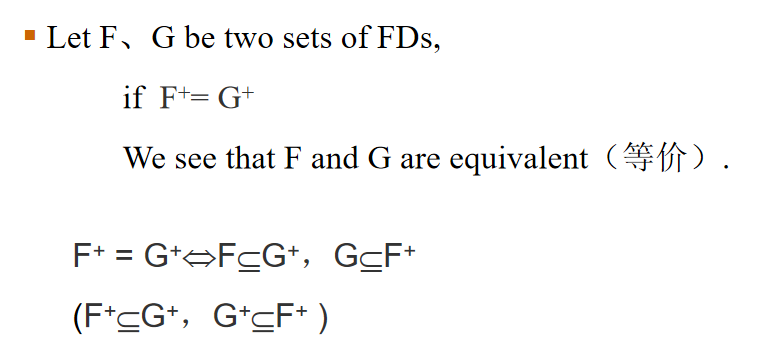 ▪ Let F、G be two sets of FDs,
if F⁺= G⁺
We see that F and G are equivalent（等价）.
F⁺ = G⁺⇔F⊆G⁺，G⊆F⁺
(F⁺⊆G⁺，G⁺⊆F⁺ )